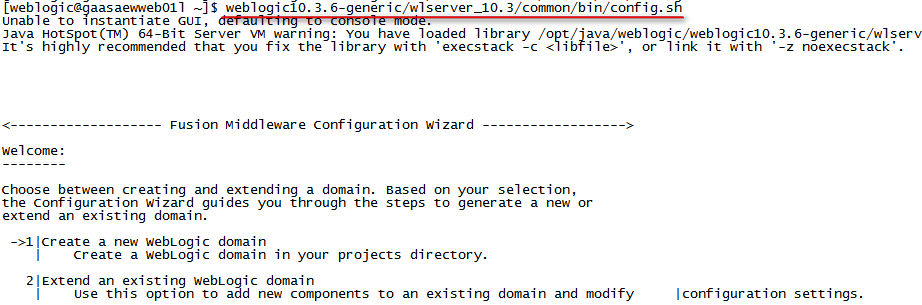 [weblogic@gaasaewweb01l ~]$ weblogic10.3.6-generic/wlserver_10.3/common/bin/config.sh
Unable to instantiate GUI, defaulting to console mode.
Java HotSpot(TM) 64-Bit Server VM warning: You have loaded library /opt/java/weblogic/weblogic10.3.6-generic/wlserv
It's highly recommended that you fix the library with 'execstack -c <libfile>', or link it with '-z noexecstack'.
<------------------- Fusion Middleware Configuration Wizard ------------------>
Welcome:
--------
Choose between creating and extending a domain. Based on your selection,
the Configuration Wizard guides you through the steps to generate a new or
extend an existing domain.
->1|Create a new WebLogic domain
|    Create a WebLogic domain in your projects directory.
2|Extend an existing WebLogic domain
|    Use this option to add new components to an existing domain and modify     |configuration settings.